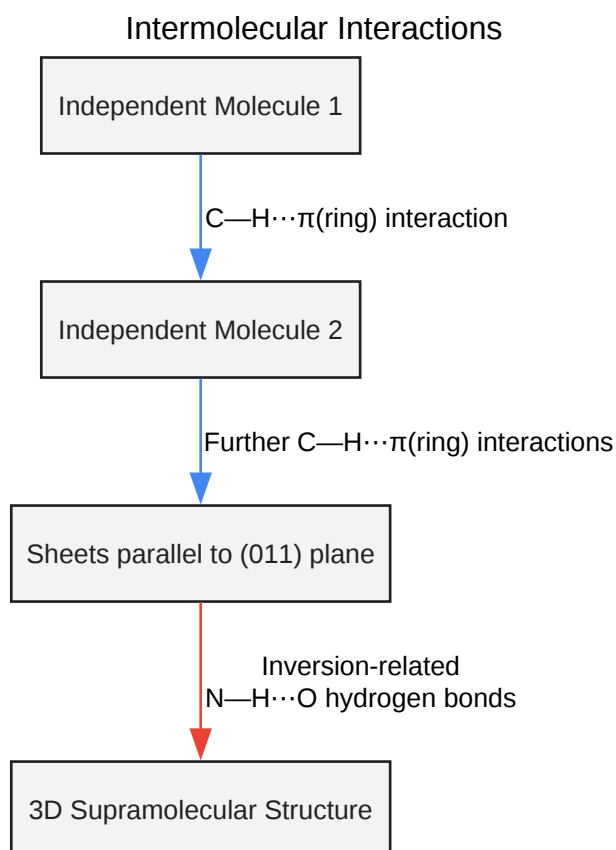 Intermolecular Interactions
Independent Molecule 1
C—H⋯π(ring) interaction
Independent Molecule 2
Further C—H⋯π(ring) interactions
Sheets parallel to (011) plane
Inversion-related
N—H⋯O hydrogen bonds
3D Supramolecular Structure